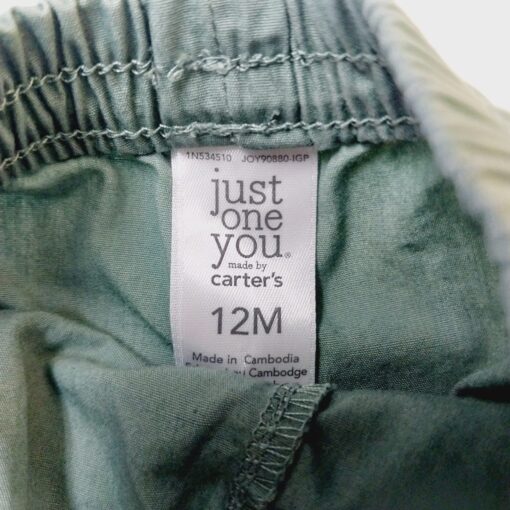 1N534510 JOY90880-IGP
just
one
you®
made by
carter's
12M
Made in Cambodia
Cambodge